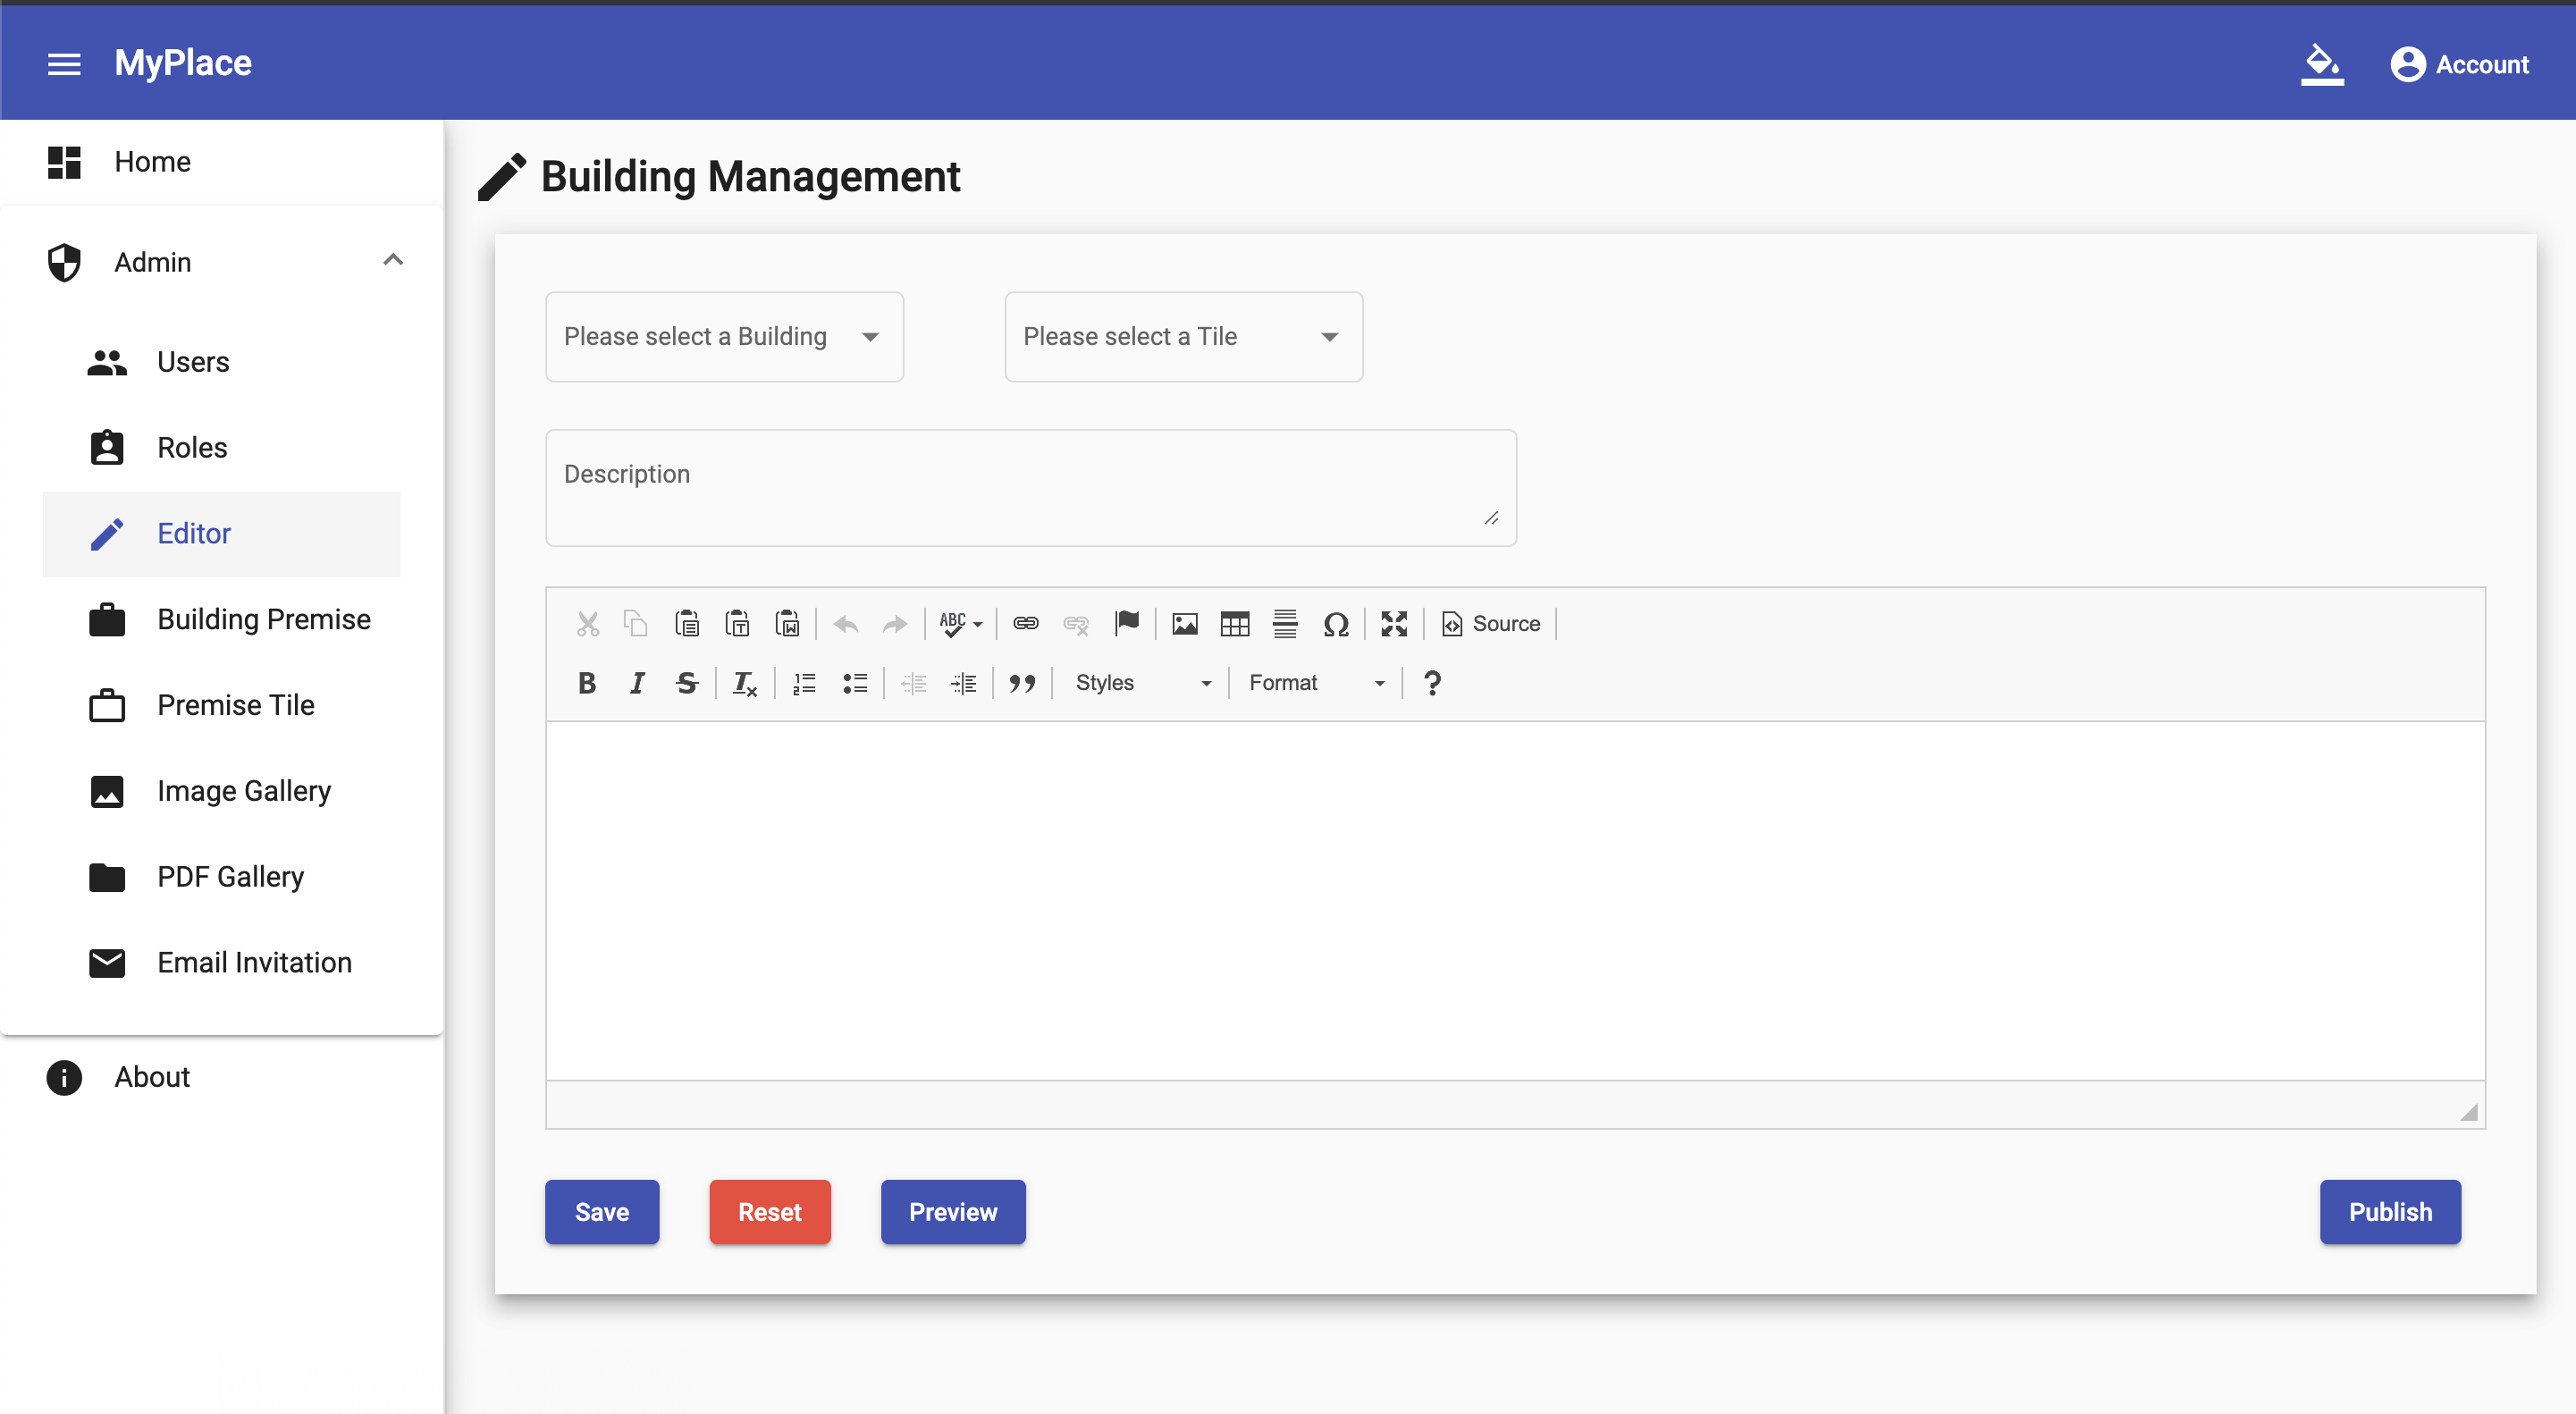 MyPlace
Account
Home
Admin
Users
Roles
Editor
Building Premise
Premise Tile
Image Gallery
PDF Gallery
Email Invitation
About
Building Management
Please select a Building
Please select a Tile
Description
ABC
Source
B I S
Styles
Format
?
Save
Reset
Preview
Publish